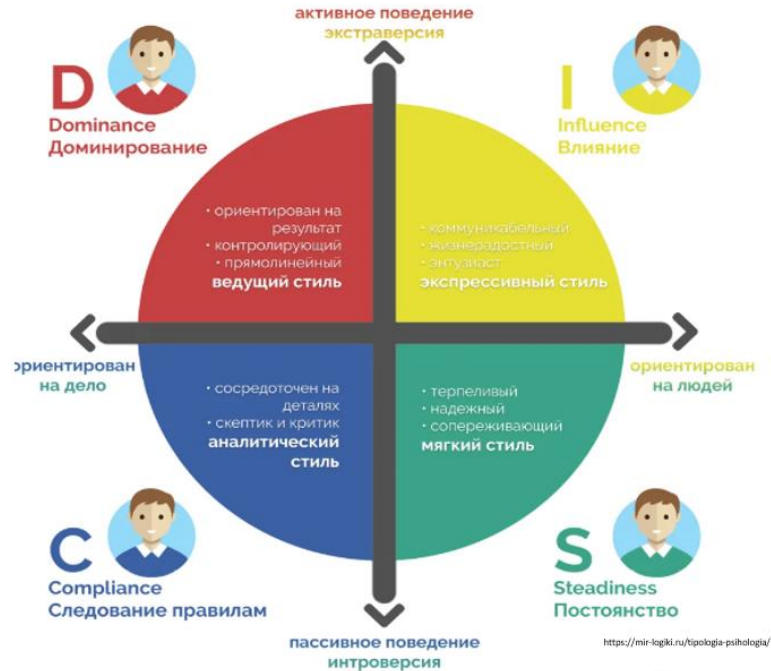 активное поведение
экстраверсия
D
Dominance
Доминирование
I
Influence
Влияние
• ориентирован на
результат
• контролирующий
• прямолинейный
ведущий стиль
• коммуникабельный
• жизнерадостный
• энтузиаст
экспрессивный стиль
ориентирован
на дело
ориентирован
на людей
• сосредоточен на
деталях
• скептик и критик
аналитический
стиль
• терпеливый
• надежный
• сопереживающий
мягкий стиль
C
Compliance
Следование правилам
S
Steadiness
Постоянство
пассивное поведение
интроверсия
https://mir-logiki.ru/tipologia-psihologia/